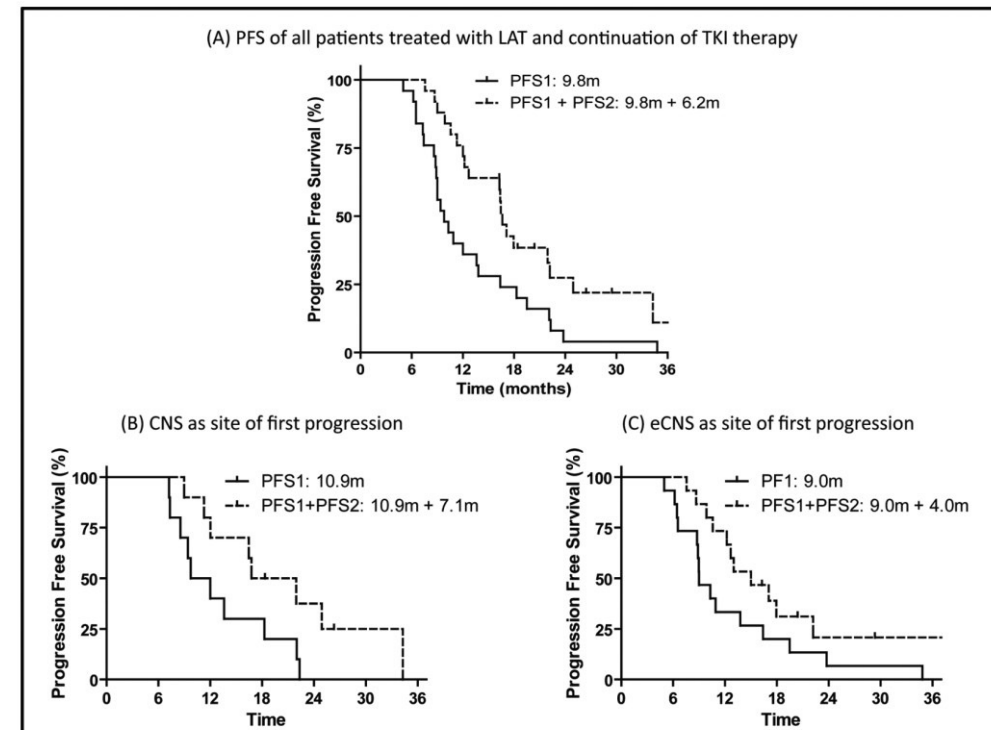 (A) PFS of all patients treated with LAT and continuation of TKI therapy
PFS1: 9.8m
PFS1 + PFS2: 9.8m + 6.2m
Progression Free Survival (%)
100
75
50
25
0
0 6 12 18 24 30 36
Time (months)
(B) CNS as site of first progression
PFS1: 10.9m
PFS1+PFS2: 10.9m + 7.1m
Progression Free Survival (%)
100
75
50
25
0
0 6 12 18 24 30 36
Time
(C) eCNS as site of first progression
PF1: 9.0m
PFS1+PFS2: 9.0m + 4.0m
Progression Free Survival (%)
100
75
50
25
0
0 6 12 18 24 30 36
Time